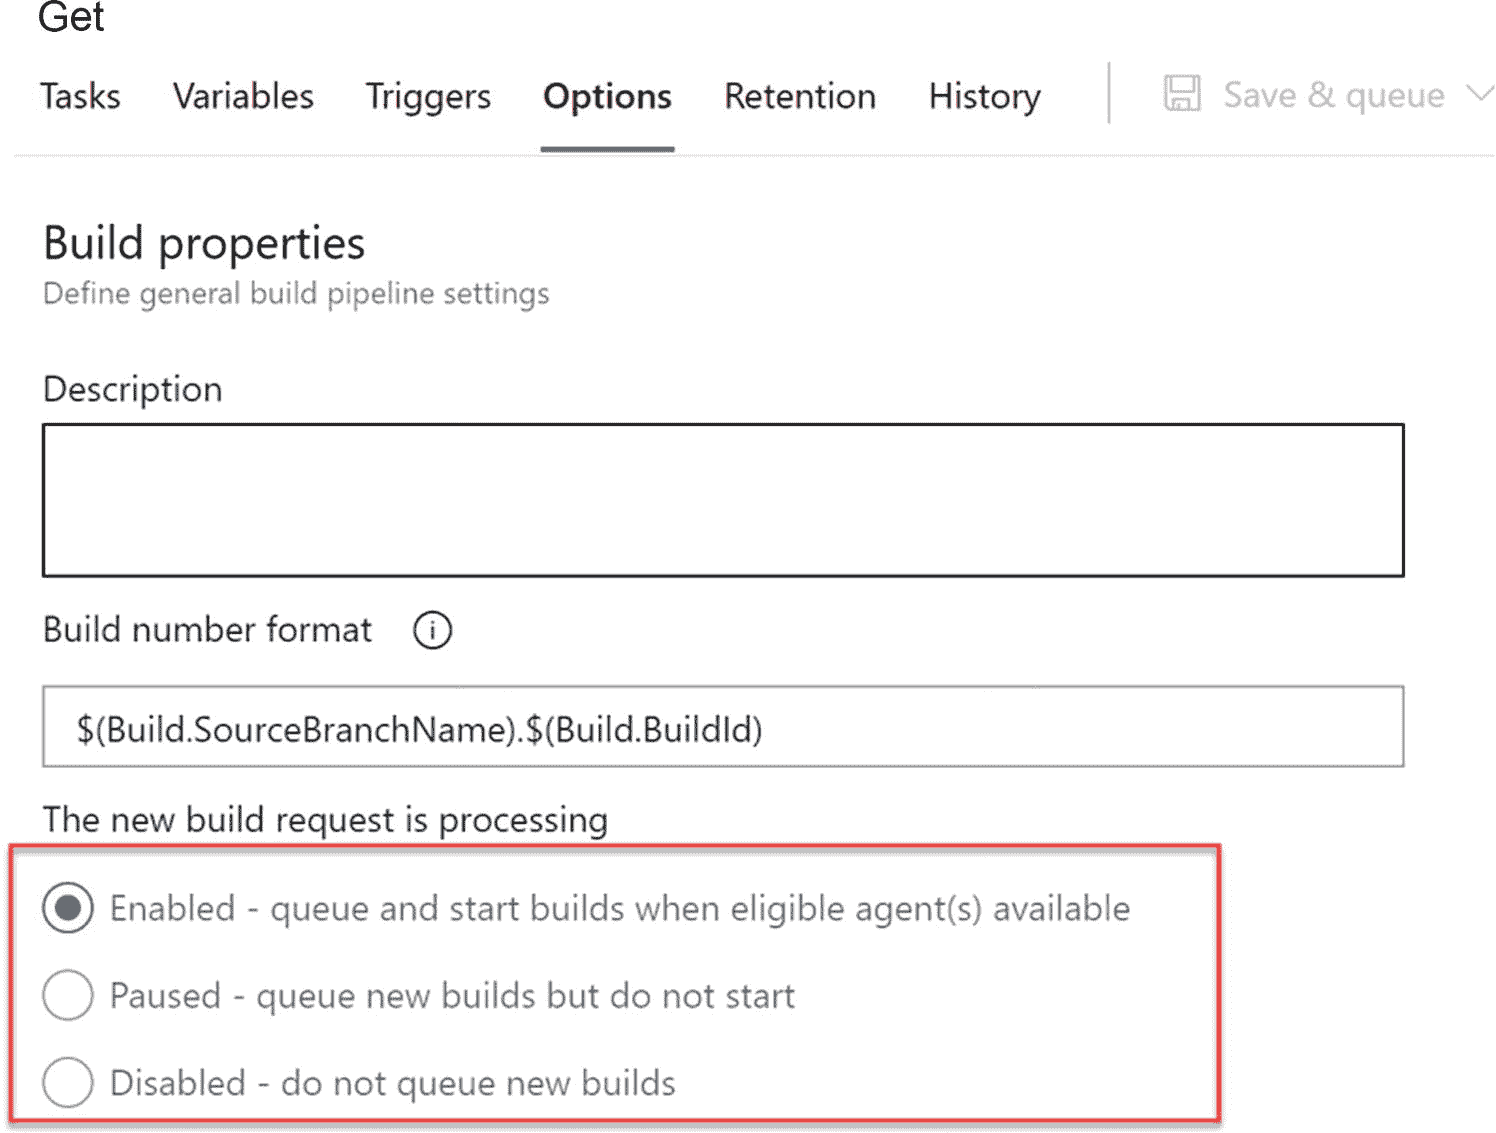 Get
Tasks Variables Triggers Options Retention History Save & queue
Build properties
Define general build pipeline settings
Description
Build number format
$(Build.SourceBranchName).$(Build.BuildId)
The new build request is processing
Enabled - queue and start builds when eligible agent(s) available
Paused - queue new builds but do not start
Disabled - do not queue new builds